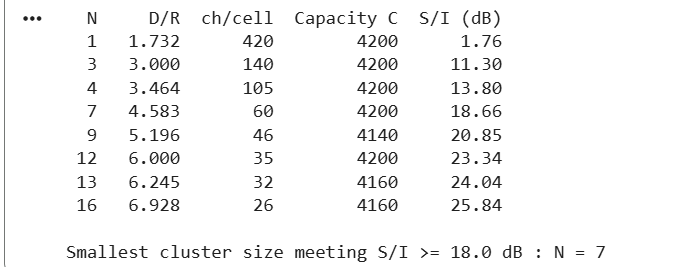 N D/R ch/cell Capacity C S/I (dB)
1 1.732 420 4200 1.76
3 3.000 140 4200 11.30
4 3.464 105 4200 13.80
7 4.583 60 4200 18.66
9 5.196 46 4140 20.85
12 6.000 35 4200 23.34
13 6.245 32 4160 24.04
16 6.928 26 4160 25.84
Smallest cluster size meeting S/I >= 18.0 dB : N = 7